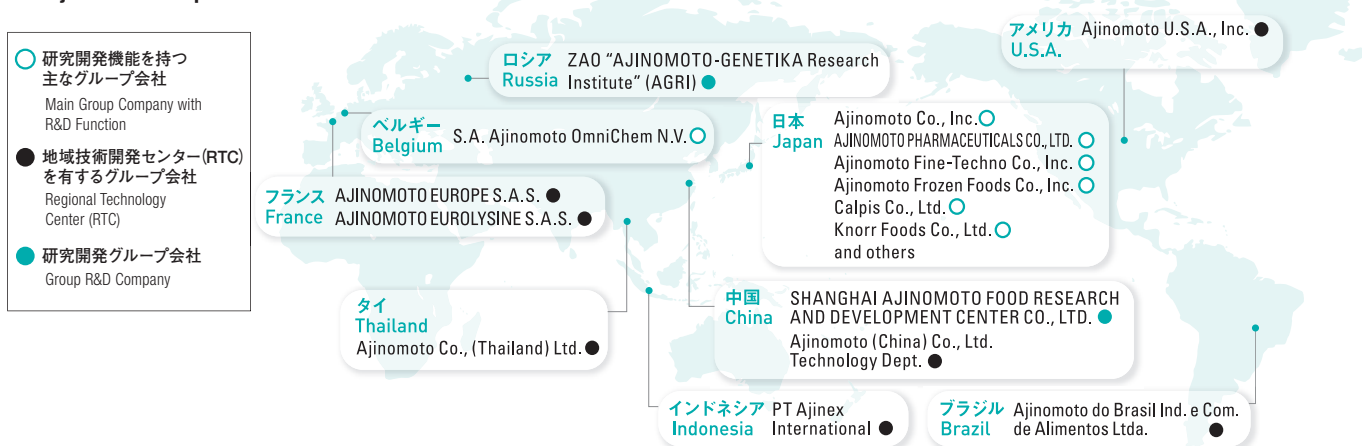 研究開発機能を持つ
主なグループ会社
Main Group Company with
R&D Function
地域技術開発センター(RTC)
を有するグループ会社
Regional Technology
Center (RTC)
研究開発グループ会社
Group R&D Company
ロシア ZAO “AJINOMOTO-GENETIKA Research
Russia Institute” (AGRI)
アメリカ Ajinomoto U.S.A., Inc.
U.S.A.
ベルギー
Belgium S.A. Ajinomoto OmniChem N.V.
日本 Ajinomoto Co., Inc.
Japan AJINOMOTO PHARMACEUTICALS CO., LTD.
Ajinomoto Fine-Techno Co., Inc.
Ajinomoto Frozen Foods Co., Inc.
Calpis Co., Ltd.
Knorr Foods Co., Ltd.
and others
フランス AJINOMOTO EUROPE S.A.S.
France AJINOMOTO EUROLYSINE S.A.S.
タイ
Thailand
Ajinomoto Co., (Thailand) Ltd.
中国 SHANGHAI AJINOMOTO FOOD RESEARCH
China AND DEVELOPMENT CENTER CO., LTD.
Ajinomoto (China) Co., Ltd.
Technology Dept.
インドネシア PT Ajinex
Indonesia International
ブラジル Ajinomoto do Brasil Ind. e Com.
Brazil de Alimentos Ltda.